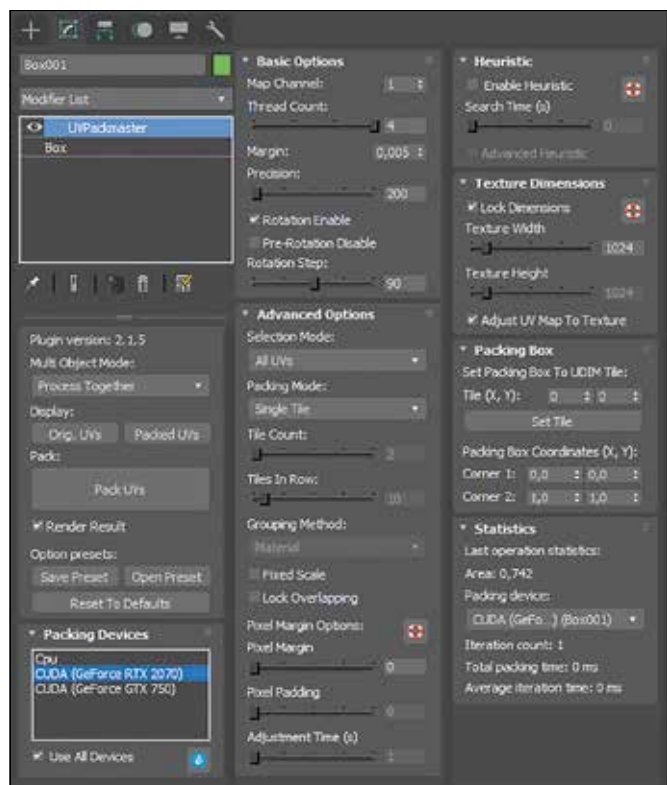 Box001
Modifier List
UVPackmaster
Box
Plugin version: 2.1.5
Multi Object Mode:
Process Together
Display:
Orig. UVs Packed UVs
Pack:
Pack UVs
Render Result
Option presets:
Save Preset Open Preset
Reset To Defaults
Packing Devices
Cpu
CUDA (GeForce RTX 2070)
CUDA (GeForce GTX 750)
Use All Devices
Basic Options
Map Channel: 1
Thread Count:
4
Margin: 0,005
Precision:
200
Rotation Enable
Pre-Rotation Disable
Rotation Step:
90
Advanced Options
Selection Mode:
All UVs
Packing Mode:
Single Tile
Tile Count:
2
Tiles In Row:
10
Grouping Method:
Material
Fixed Scale
Lock Overlapping
Pixel Margin Options:
Pixel Margin
0
Pixel Padding
0
Adjustment Time (s)
1
Heuristic
Enable Heuristic
Search Time (s)
0
Advanced Heuristic
Texture Dimensions
Lock Dimensions
Texture Width
1024
Texture Height
1024
Adjust UV Map To Texture
Packing Box
Set Packing Box To UDIM Tile:
Tile (X, Y): 0 0
Set Tile
Packing Box Coordinates (X, Y):
Corner 1: 0,0 0,0
Corner 2: 1,0 1,0
Statistics
Last operation statistics:
Area: 0,742
Packing device:
CUDA (GeFo...) (Box001)
Iteration count: 1
Total packing time: 0 ms
Average iteration time: 0 ms